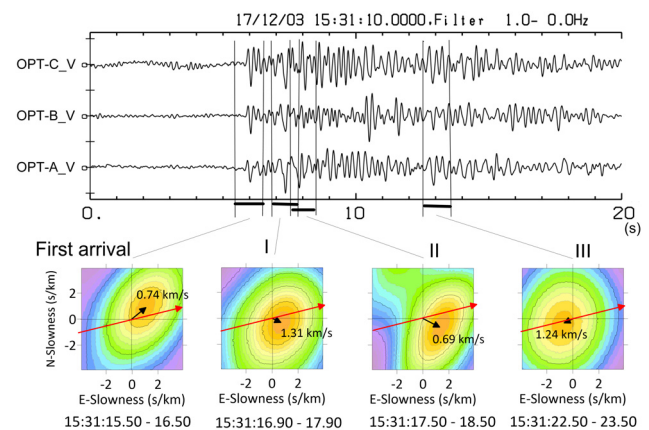 17/12/03 15:31:10.0000,Filter 1.0- 0.0Hz
OPT-C_V
OPT-B_V
OPT-A_V
0. 10 20
(s)
First arrival I II III
0.74 km/s 1.31 km/s 0.69 km/s 1.24 km/s
N-Slowness (s/km)
2
0
-2
-2 0 2 -2 0 2 -2 0 2 -2 0 2
E-Slowness (s/km) E-Slowness (s/km) E-Slowness (s/km) E-Slowness (s/km)
15:31:15.50 - 16.50 15:31:16.90 - 17.90 15:31:17.50 - 18.50 15:31:22.50 - 23.50